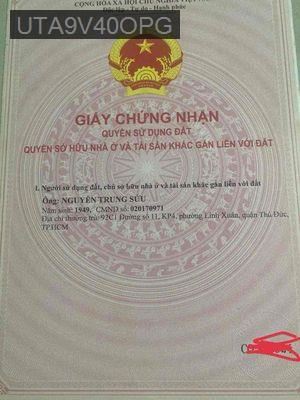 UTA9V40OPG
CỘNG HÒA XÃ HỘI CHỦ NGHĨA VIỆT
Độc lập - Tự do - Hạnh phúc
GIẤY CHỨNG NHẬN
QUYỀN SỬ DỤNG ĐẤT
QUYỀN SỞ HỮU NHÀ Ở VÀ TÀI SẢN KHÁC GẮN LIỀN VỚI ĐẤT
I. Người sử dụng đất, chủ sở hữu nhà ở và tài sản khác gắn liền với đất
Ông: NGUYỄN TRUNG SỬU
Năm sinh: 1949, CMND số: 020170971
Địa chỉ thường trú: 92C1 Đường số 11, KP4, phường Linh Xuân, quận Thủ Đức,
TP.HCM